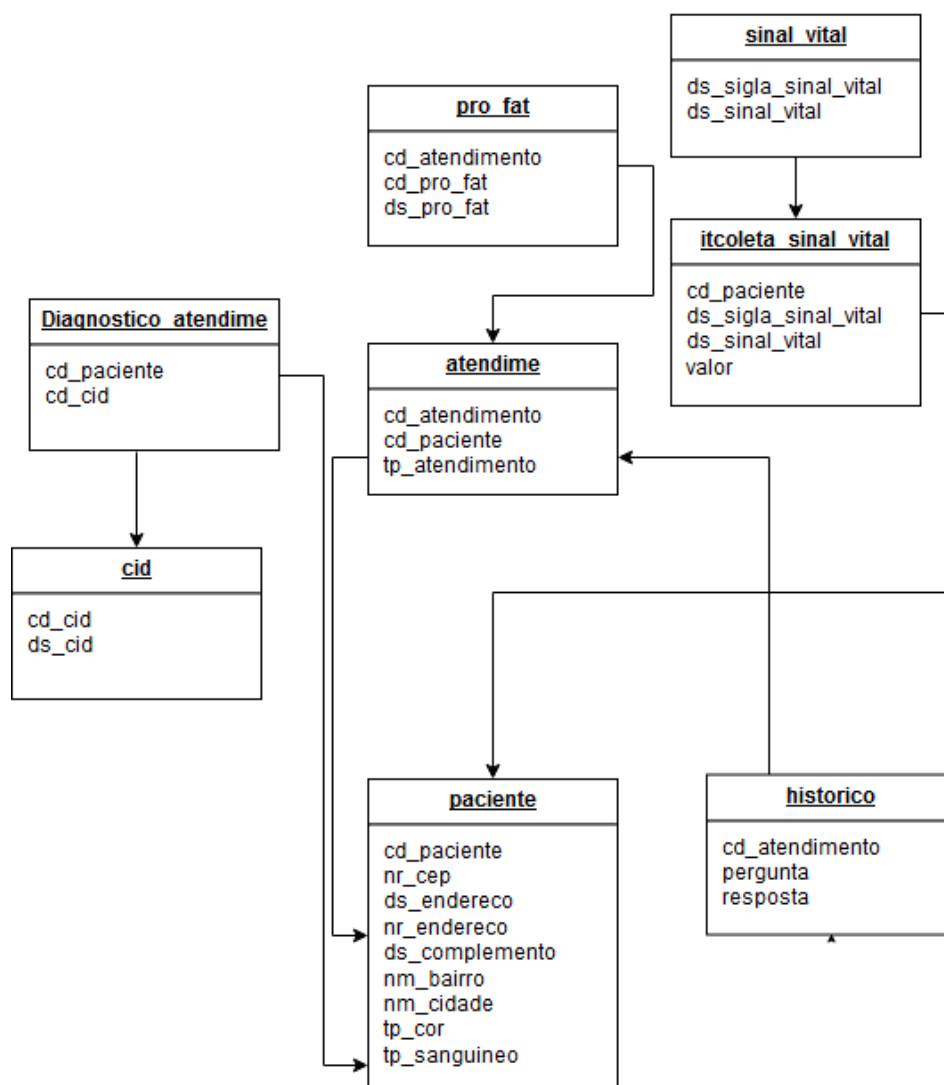 sinal_vital
ds_sigla_sinal_vital
ds_sinal_vital
pro_fat
cd_atendimento
cd_pro_fat
ds_pro_fat
itcoleta_sinal_vital
cd_paciente
ds_sigla_sinal_vital
ds_sinal_vital
valor
Diagnostico_atendime
cd_paciente
cd_cid
atendime
cd_atendimento
cd_paciente
tp_atendimento
cid
cd_cid
ds_cid
paciente
cd_paciente
nr_cep
ds_endereco
nr_endereco
ds_complemento
nm_bairro
nm_cidade
tp_cor
tp_sanguineo
historico
cd_atendimento
pergunta
resposta